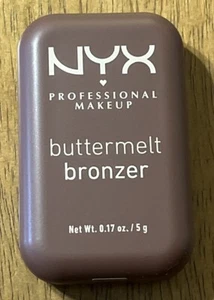 NYX
PROFESSIONAL
MAKEUP
buttermelt
bronzer
Net Wt. 0.17 oz. / 5 g